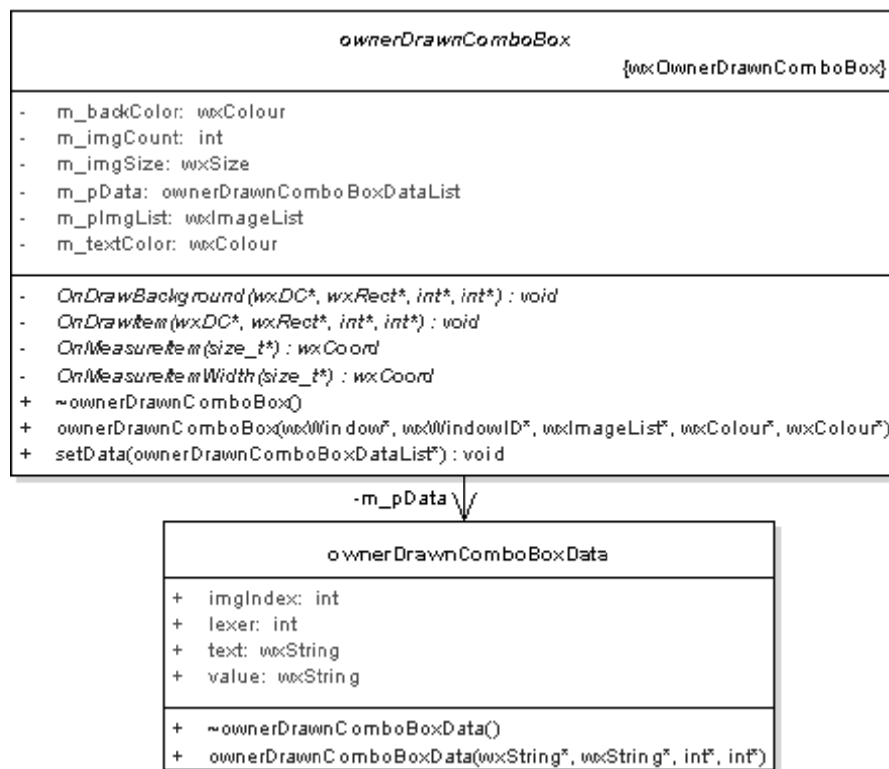 ownerDrawnComboBox
{wxOwnerDrawnComboBox}
- m_backColor: wxColour
- m_imgCount: int
- m_imgSize: wxSize
- m_pData: ownerDrawnComboBoxDataList
- m_pImgList: wxImageList
- m_textColor: wxColour
- OnDrawBackground(wxDC*, wxRect*, int*, int*) : void
- OnDrawItem(wxDC*, wxRect*, int*, int*) : void
- OnMeasureItem(size_t*) : wxCoord
- OnMeasureItemWidth(size_t*) : wxCoord
+ ~ownerDrawnComboBox()
+ ownerDrawnComboBox(wxWindow*, wxWindowID*, wxImageList*, wxColour*, wxColour*)
+ setData(ownerDrawnComboBoxDataList*) : void
-m_pData
ownerDrawnComboBoxData
+ imgIndex: int
+ lexer: int
+ text: wxString
+ value: wxString
+ ~ownerDrawnComboBoxData()
+ ownerDrawnComboBoxData(wxString*, wxString*, int*, int*)